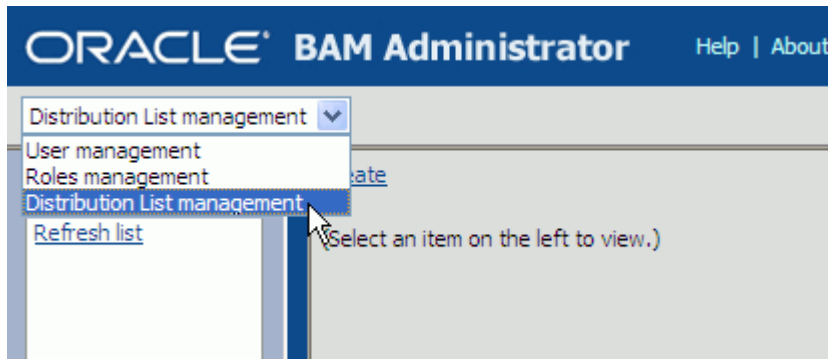 ORACLE BAM Administrator Help | About
Distribution List management
User management
Roles management
Distribution List management
Refresh list
(Select an item on the left to view.)